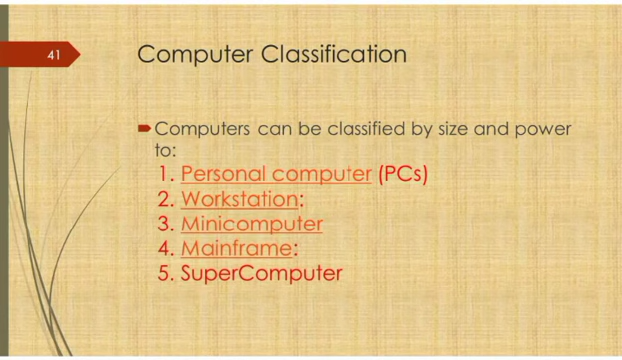 41
Computer Classification
Computers can be classified by size and power
to:
1. Personal computer (PCs)
2. Workstation:
3. Minicomputer
4. Mainframe:
5. SuperComputer